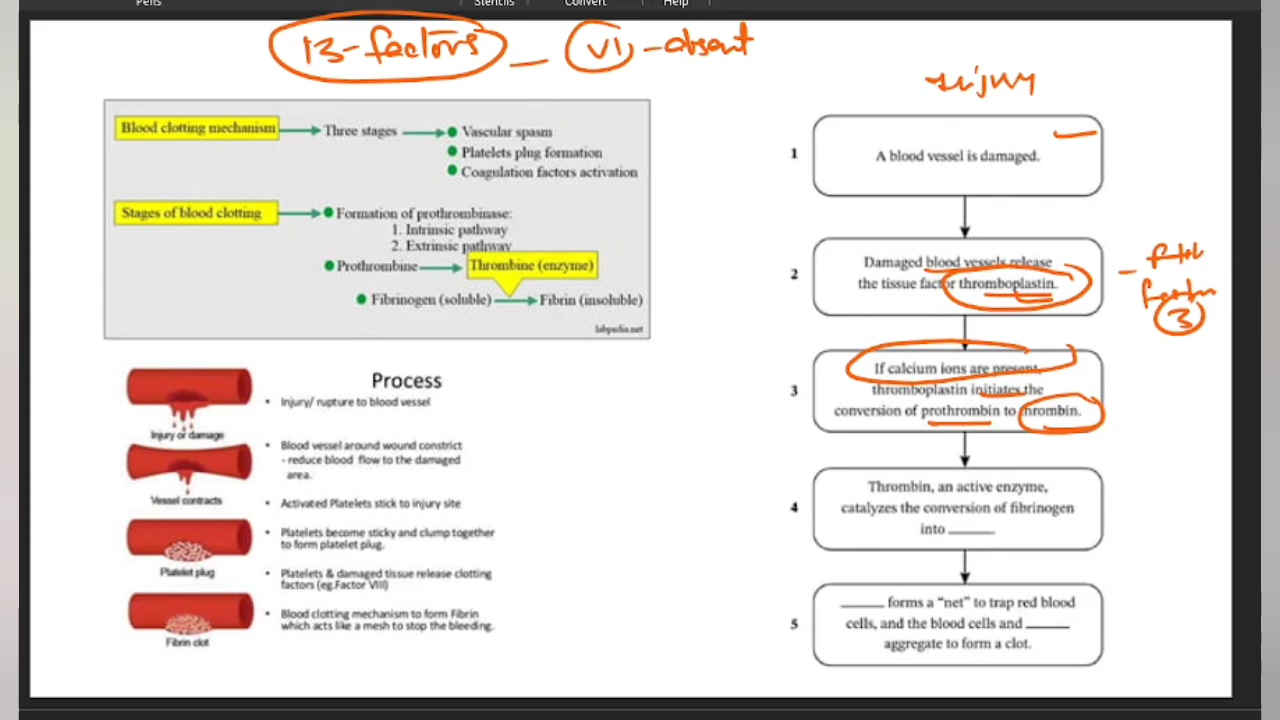 Pens Stencils Convert Help
13-factors - VI - absent
injury
Blood clotting mechanism Three stages Vascular spasm
Platelets plug formation
Coagulation factors activation
Stages of blood clotting Formation of prothrombinase:
1. Intrinsic pathway
2. Extrinsic pathway
Prothrombine Thrombine (enzyme)
Fibrinogen (soluble) Fibrin (insoluble)
labpedia.net
Process
Injury/ rupture to blood vessel
Injury or damage
Blood vessel around wound constrict
- reduce blood flow to the damaged
area.
Vessel contracts
Activated Platelets stick to injury site
Platelets become sticky and clump together
to form platelet plug.
Platelet plug
Platelets & damaged tissue release clotting
factors (eg.Factor VIII)
Blood clotting mechanism to form Fibrin
which acts like a mesh to stop the bleeding.
Fibrin clot
1
A blood vessel is damaged.
2
Damaged blood vessels release
the tissue factor thromboplastin.
factor
3
3
If calcium ions are present,
thromboplastin initiates the
conversion of prothrombin to thrombin.
4
Thrombin, an active enzyme,
catalyzes the conversion of fibrinogen
into ______
5
______ forms a “net” to trap red blood
cells, and the blood cells and ______
aggregate to form a clot.